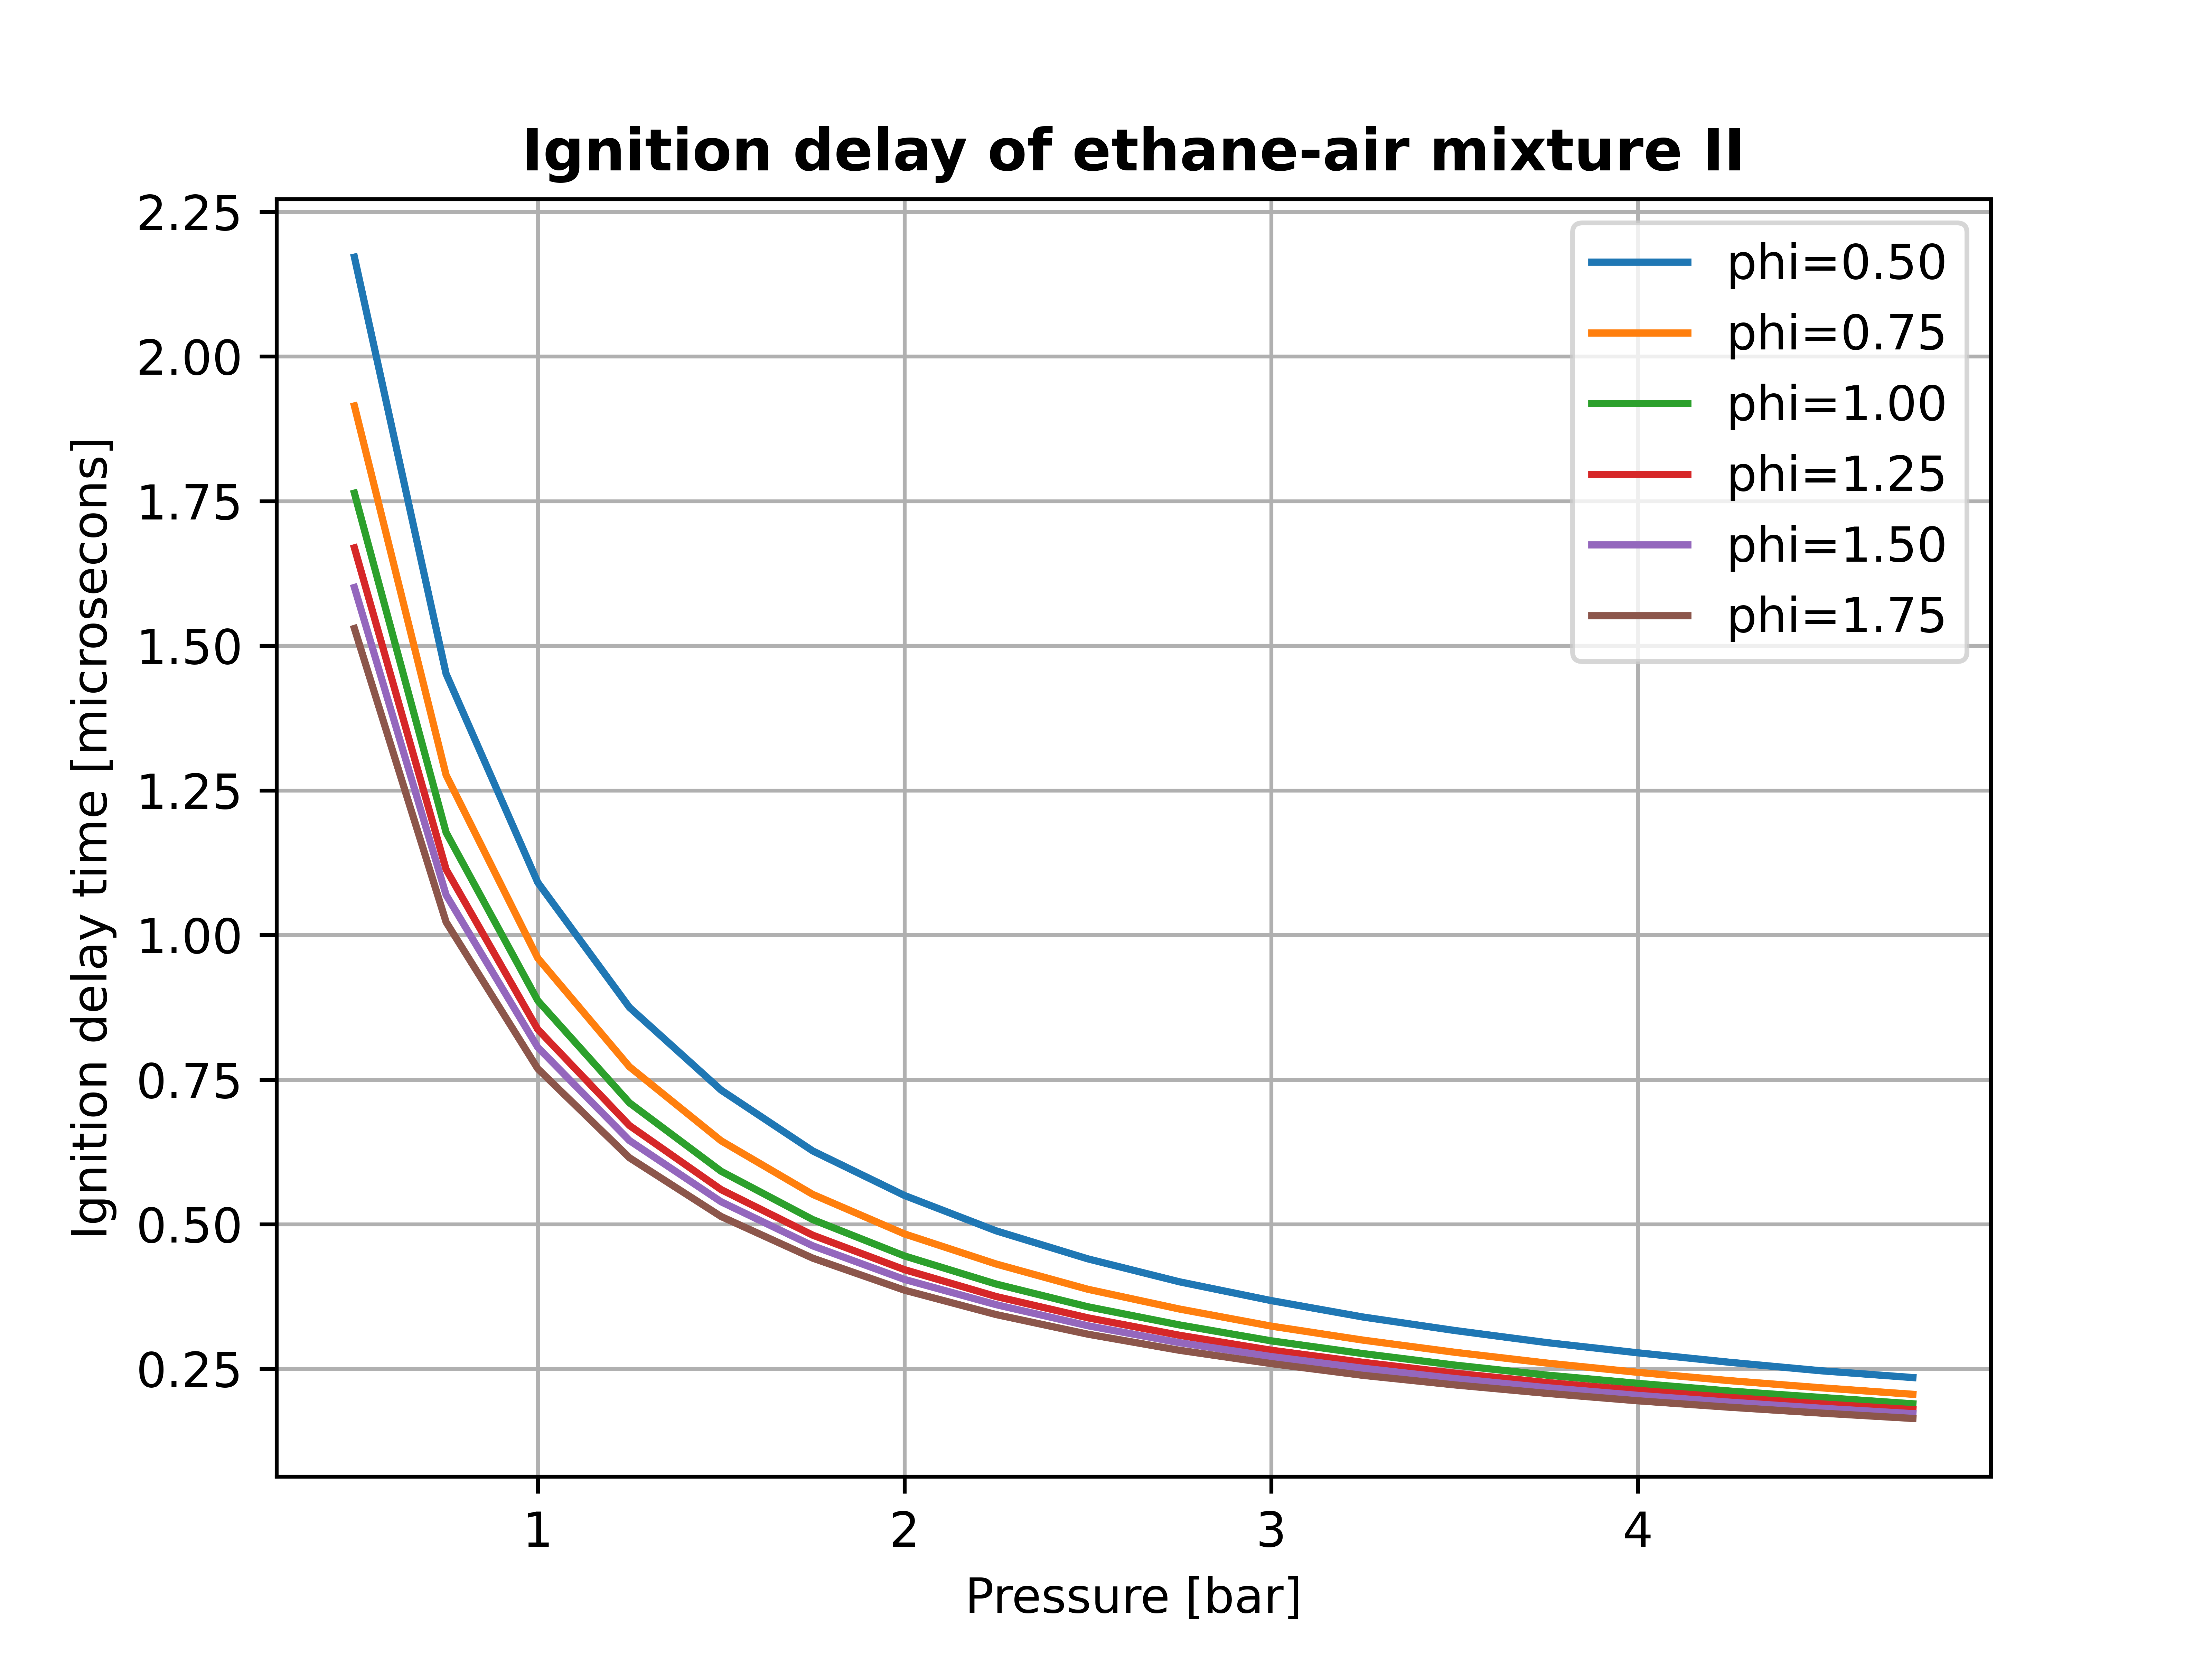 Ignition delay of ethane-air mixture II
2.25
2.00
1.75
1.50
1.25
1.00
0.75
0.50
0.25
Ignition delay time [microsecons]
phi=0.50
phi=0.75
phi=1.00
phi=1.25
phi=1.50
phi=1.75
1 2 3 4
Pressure [bar]